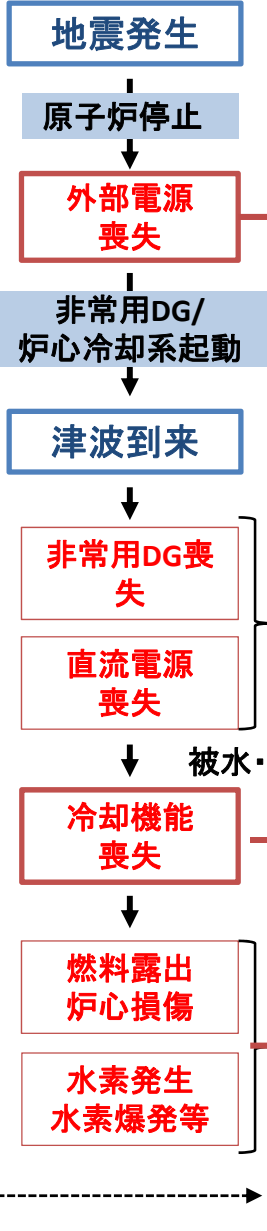 地震発生
原子炉停止
外部電源
喪失
非常用DG/
炉心冷却系起動
津波到来
非常用DG喪
失
直流電源
喪失
被水・
冷却機能
喪失
燃料露出
炉心損傷
水素発生
水素爆発等